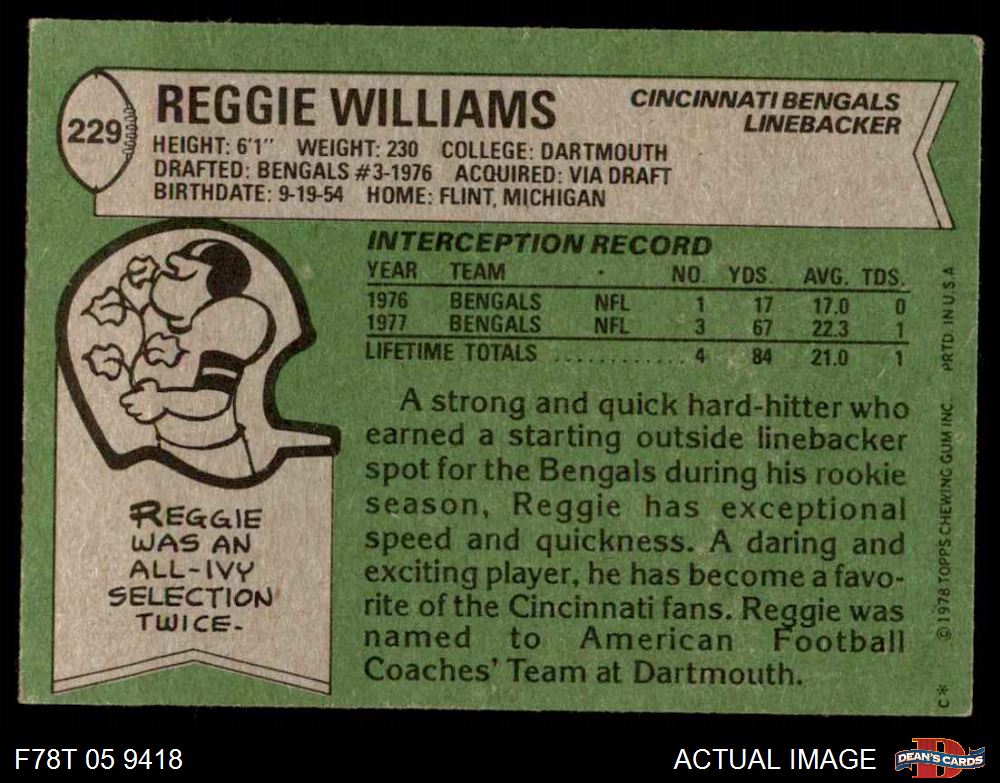 229
REGGIE WILLIAMS
CINCINNATI BENGALS
LINEBACKER
HEIGHT: 6'1" WEIGHT: 230 COLLEGE: DARTMOUTH
DRAFTED: BENGALS #3-1976 ACQUIRED: VIA DRAFT
BIRTHDATE: 9-19-54 HOME: FLINT, MICHIGAN
INTERCEPTION RECORD
YEAR TEAM NO. YDS. AVG. TDS.
1976 BENGALS NFL 1 17 17.0 0
1977 BENGALS NFL 3 67 22.3 1
LIFETIME TOTALS ............ 4 84 21.0 1
A strong and quick hard-hitter who
earned a starting outside linebacker
spot for the Bengals during his rookie
season, Reggie has exceptional
speed and quickness. A daring and
exciting player, he has become a favo-
rite of the Cincinnati fans. Reggie was
named to American Football
Coaches' Team at Dartmouth.
REGGIE
WAS AN
ALL-IVY
SELECTION
TWICE-
C* © 1978 TOPPS CHEWING GUM INC. PRTD. IN U.S.A
F78T 05 9418
ACTUAL IMAGE
D
DEAN'S CARDS